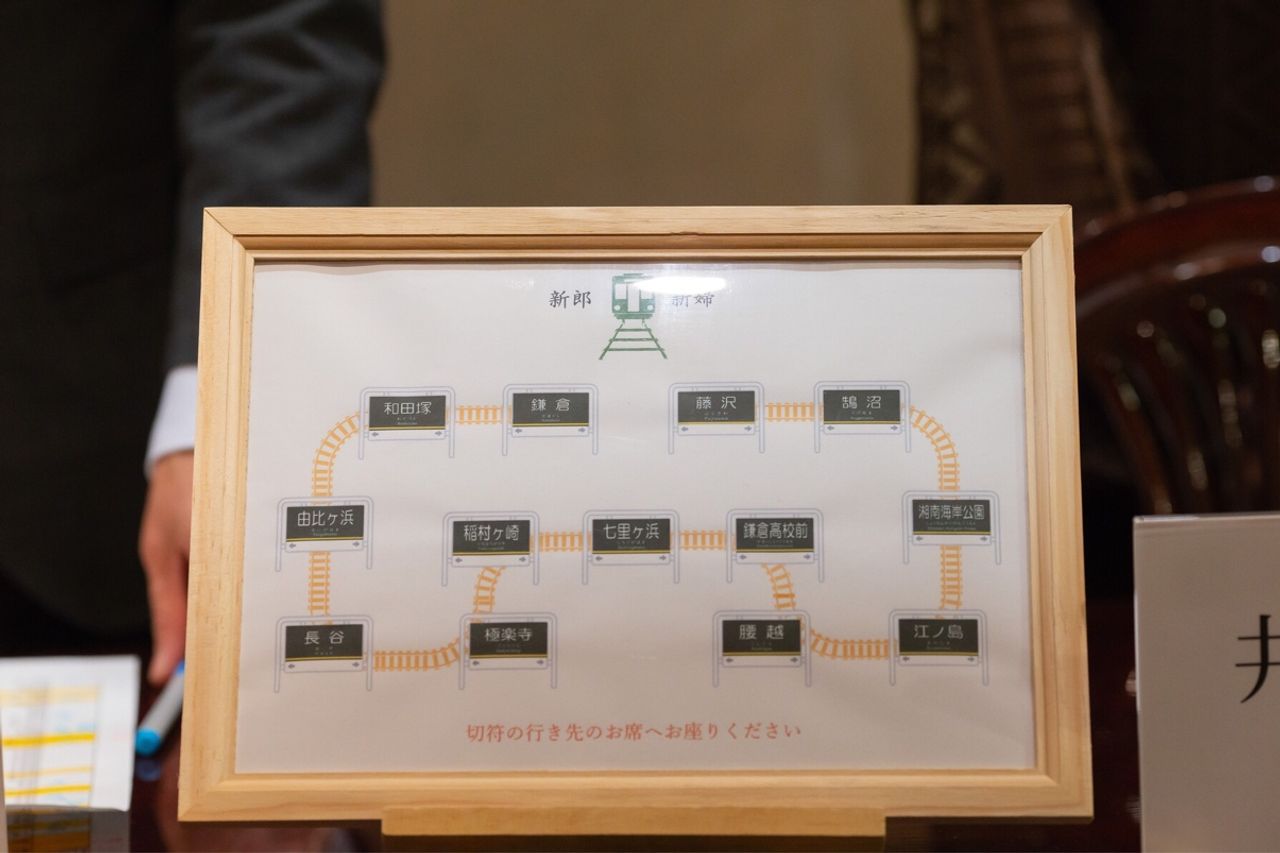 新郎 新婦
和田塚 鎌倉 藤沢 鵠沼
由比ヶ浜 稲村ヶ崎 七里ヶ浜 鎌倉高校前 湘南海岸公園
長谷 極楽寺 腰越 江ノ島
切符の行き先のお席へお座りください